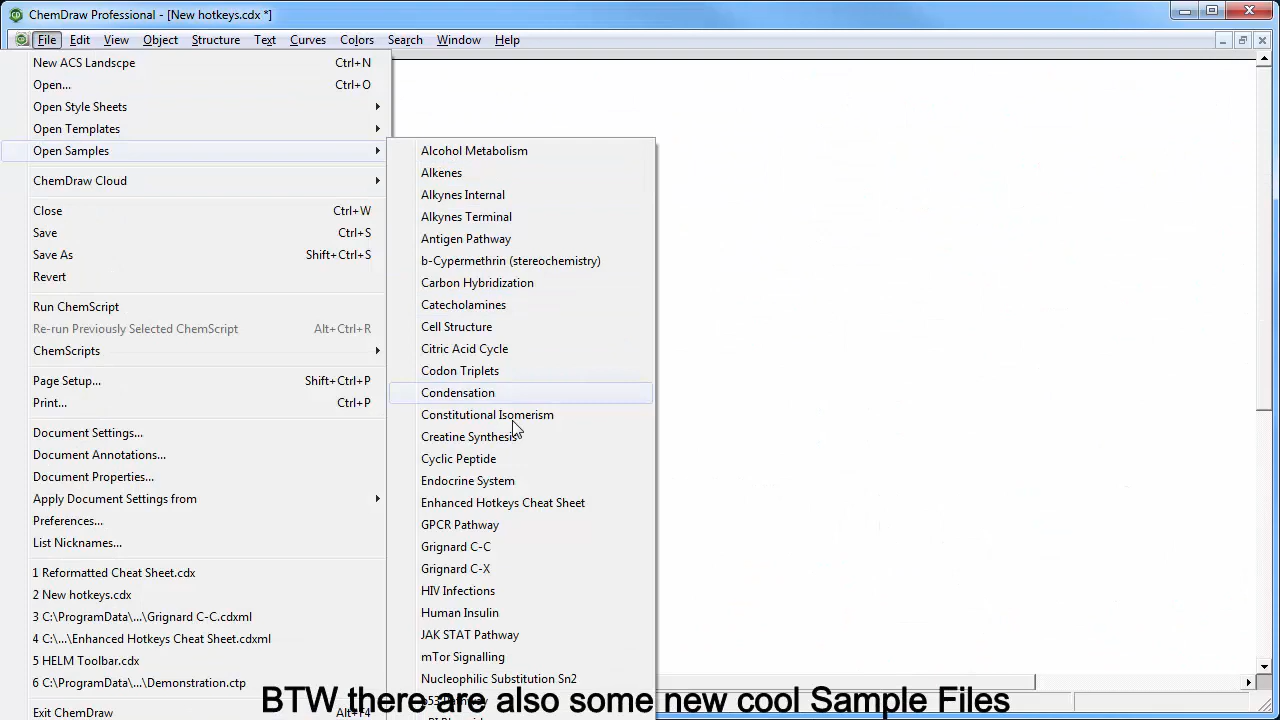 ChemDraw Professional - [New hotkeys.cdx *]
File Edit View Object Structure Text Curves Colors Search Window Help
New ACS Landscpe Ctrl+N
Open... Ctrl+O
Open Style Sheets
Open Templates
Open Samples
ChemDraw Cloud
Close Ctrl+W
Save Ctrl+S
Save As Shift+Ctrl+S
Revert
Run ChemScript
Re-run Previously Selected ChemScript Alt+Ctrl+R
ChemScripts
Page Setup... Shift+Ctrl+P
Print... Ctrl+P
Document Settings...
Document Annotations...
Document Properties...
Apply Document Settings from
Preferences...
List Nicknames...
1 Reformatted Cheat Sheet.cdx
2 New hotkeys.cdx
3 C:\ProgramData\...\Grignard C-C.cdxml
4 C:\...\Enhanced Hotkeys Cheat Sheet.cdxml
5 HELM Toolbar.cdx
6 C:\ProgramData\...\Demonstration.ctp
Exit ChemDraw Alt+F4
Alcohol Metabolism
Alkenes
Alkynes Internal
Alkynes Terminal
Antigen Pathway
b-Cypermethrin (stereochemistry)
Carbon Hybridization
Catecholamines
Cell Structure
Citric Acid Cycle
Codon Triplets
Condensation
Constitutional Isomerism
Creatine Synthesis
Cyclic Peptide
Endocrine System
Enhanced Hotkeys Cheat Sheet
GPCR Pathway
Grignard C-C
Grignard C-X
HIV Infections
Human Insulin
JAK STAT Pathway
mTor Signalling
Nucleophilic Substitution Sn2
BTW there are also some new cool Sample Files